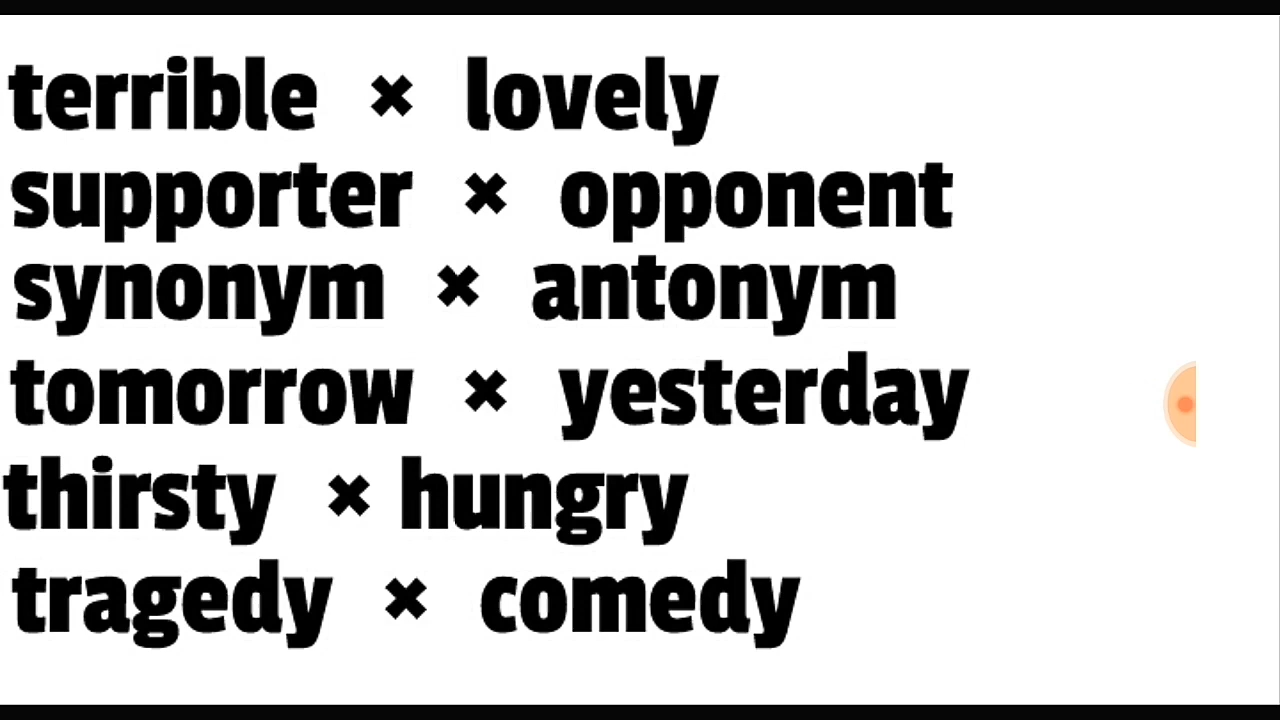 terrible × lovely
supporter × opponent
synonym × antonym
tomorrow × yesterday
thirsty × hungry
tragedy × comedy